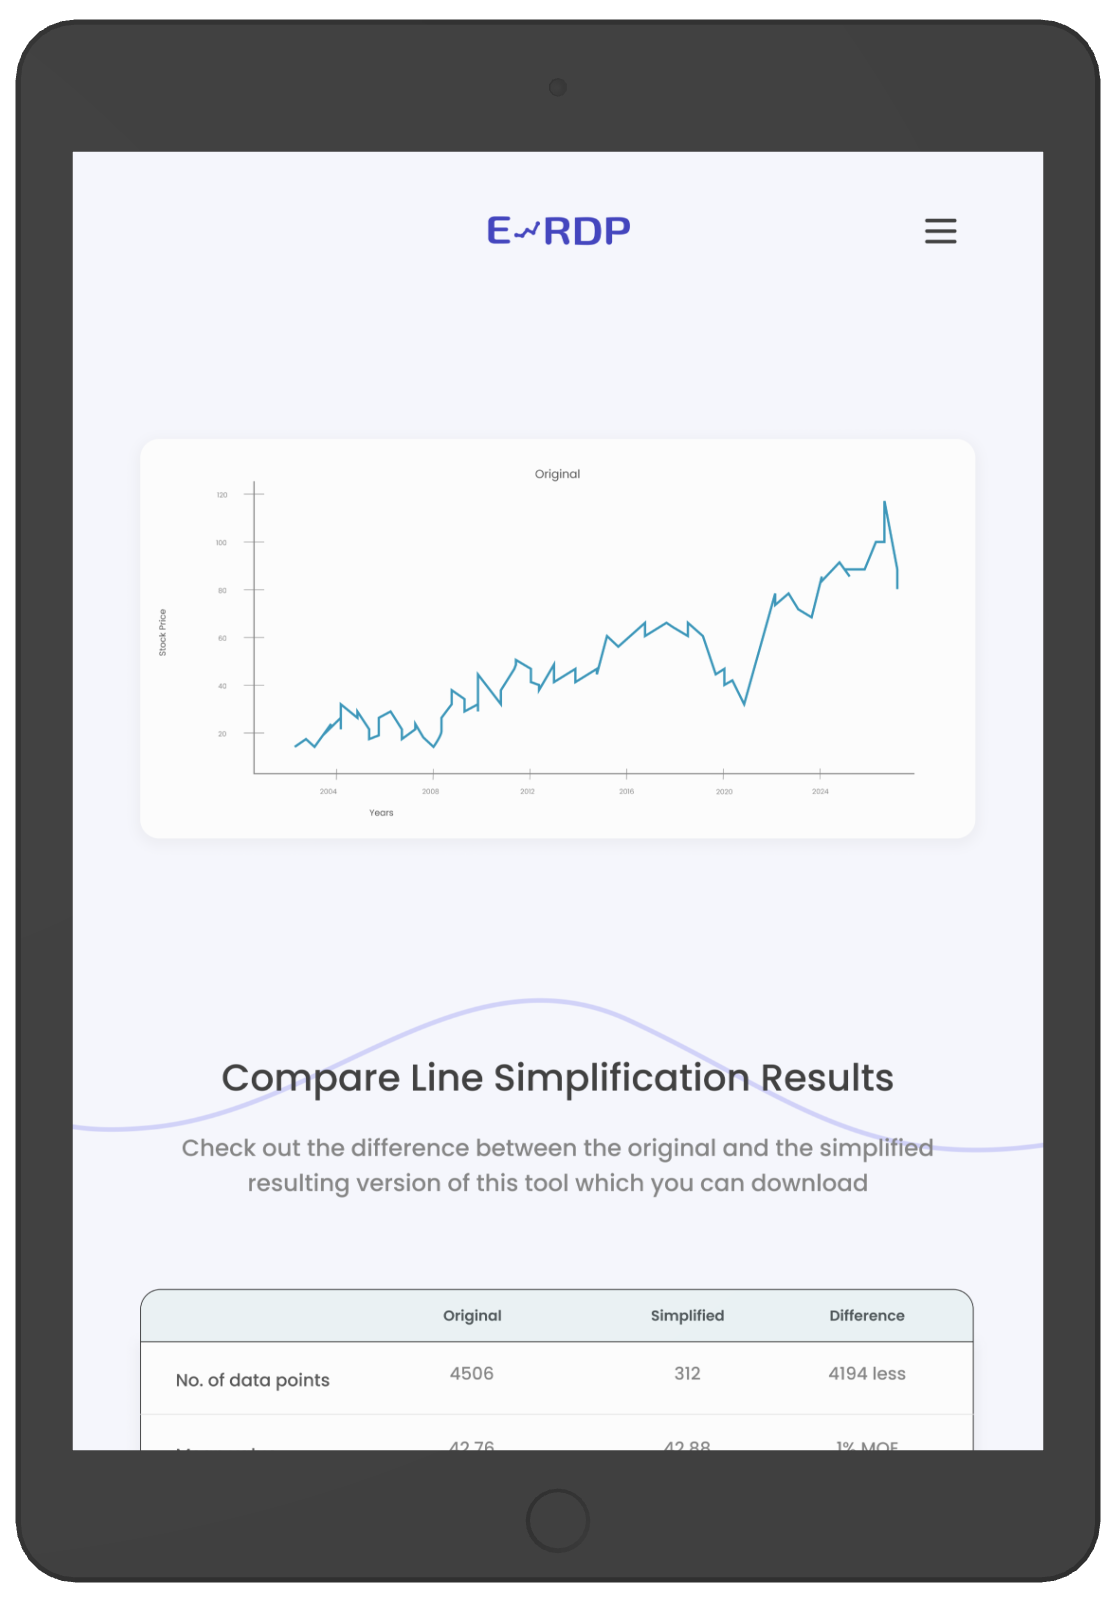 E RDP
Original
120
100
80
60
40
20
Stock Price
2004 2008 2012 2016 2020 2024
Years
Compare Line Simplification Results
Check out the difference between the original and the simplified
resulting version of this tool which you can download
Original Simplified Difference
No. of data points 4506 312 4194 less
42.76 42.88 1% MOE